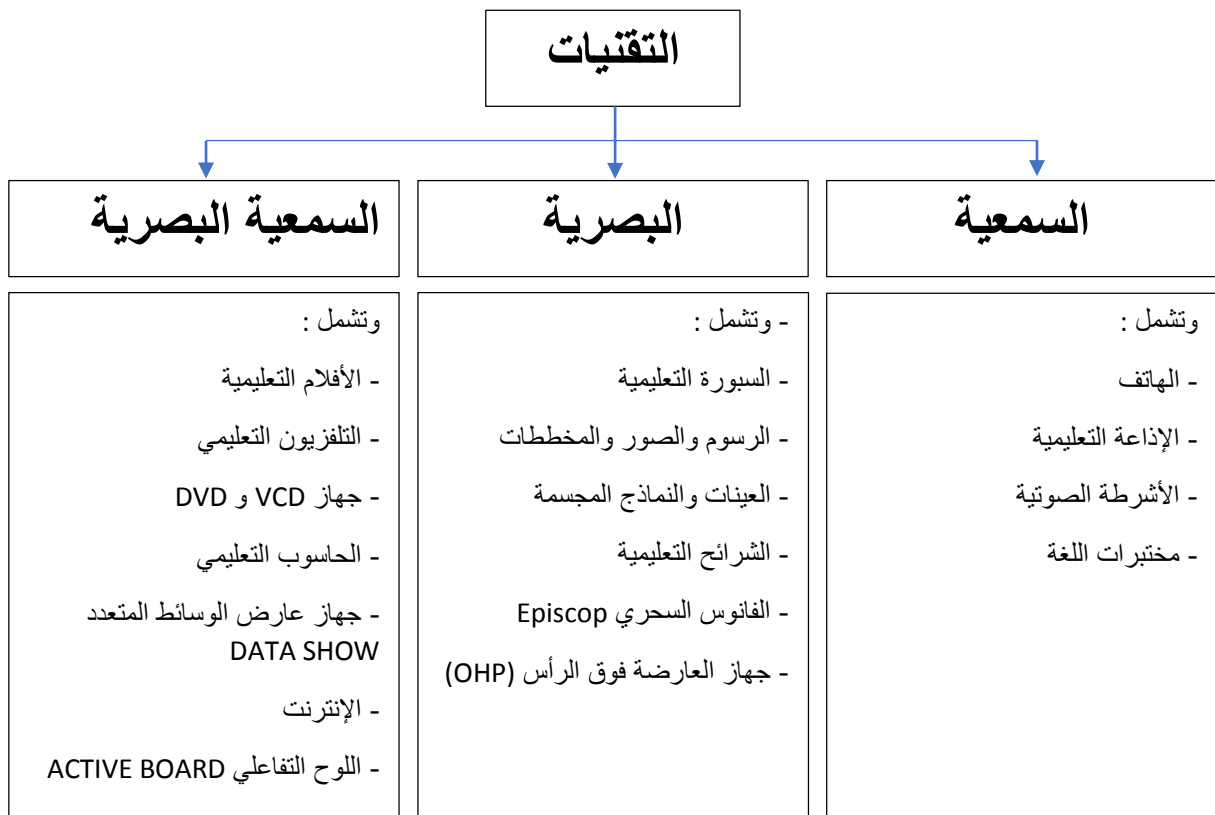 التقنيات
السمعية
البصرية
السمعية البصرية
وتشمل :
- الهاتف
- الإذاعة التعليمية
- الأشرطة الصوتية
- مختبرات اللغة
- وتشمل :
- السبورة التعليمية
- الرسوم والصور والمخططات
- العينات والنماذج المجسمة
- الشرائح التعليمية
- الفانوس السحري Episcop
- جهاز العارضة فوق الرأس (OHP)
وتشمل :
- الأفلام التعليمية
- التلفزيون التعليمي
- جهاز VCD و DVD
- الحاسوب التعليمي
- جهاز عارض الوسائط المتعدد
DATA SHOW
- الإنترنت
- اللوح التفاعلي ACTIVE BOARD